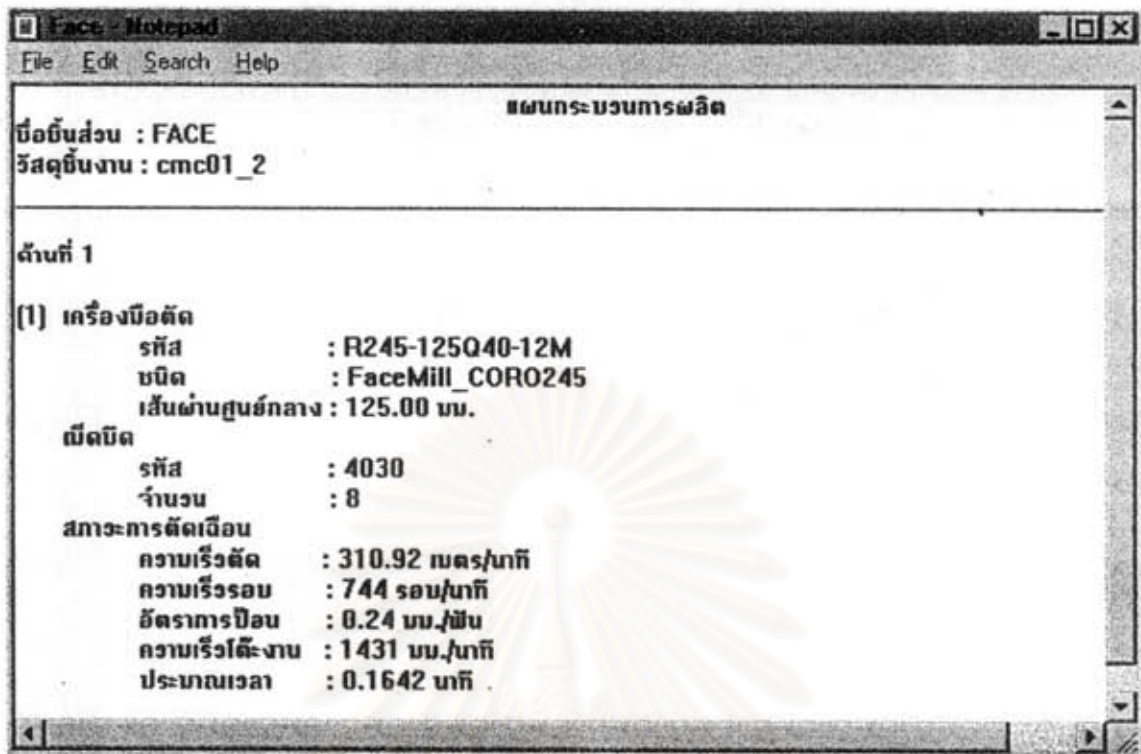 Face - Notepad
File Edit Search Help
แผนกระบวนการผลิต
ชื่อชิ้นส่วน : FACE
วัสดุชิ้นงาน : cmc01_2
ด้านที่ 1
(1) เครื่องมือตัด
รหัส : R245-125Q40-12M
ชนิด : FaceMill_CORO245
เส้นผ่านศูนย์กลาง : 125.00 มม.
เม็ดมีด
รหัส : 4030
จำนวน : 8
สภาวะการตัดเฉือน
ความเร็วตัด : 310.92 เมตร/นาที
ความเร็วรอบ : 744 รอบ/นาที
อัตราการป้อน : 0.24 มม./ฟัน
ความเร็วโต๊ะงาน : 1431 มม./นาที
ประมาณเวลา : 0.1642 นาที